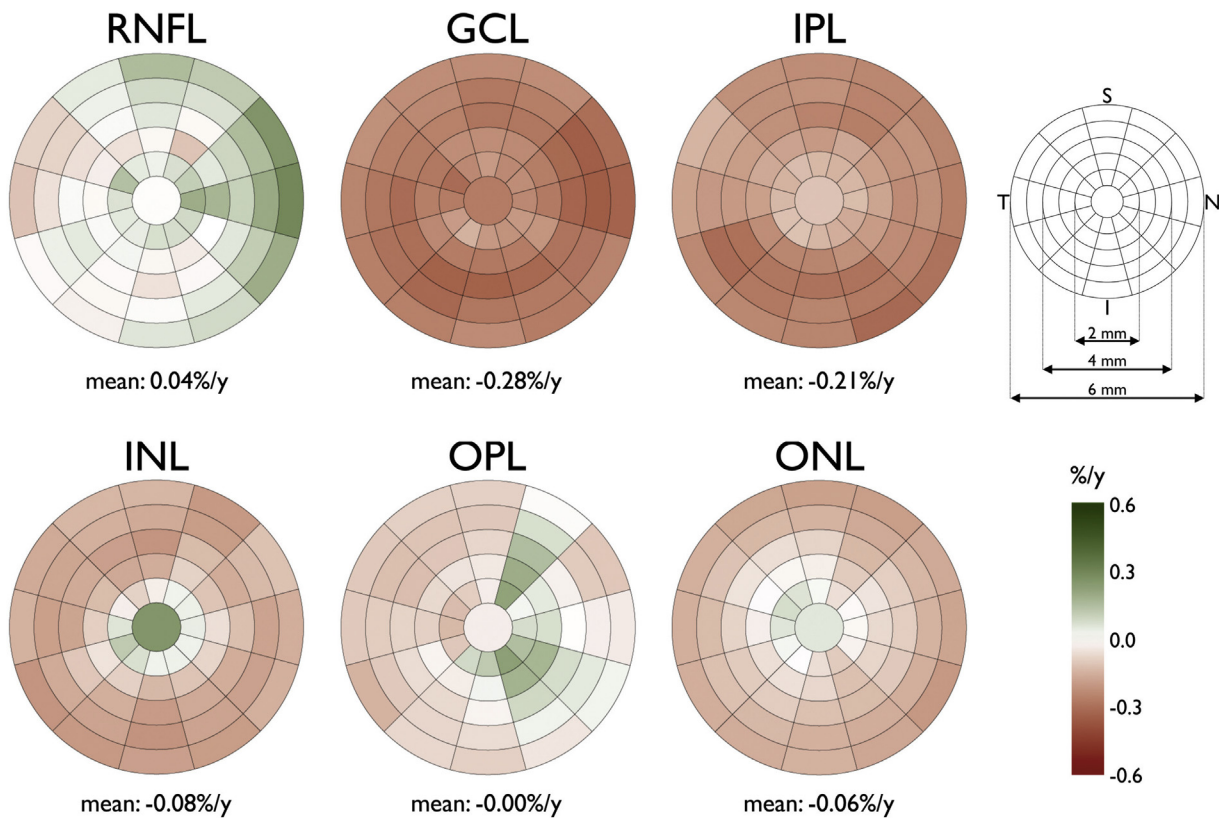 RNFL
GCL
IPL
S
T
N
I
2 mm
4 mm
6 mm
mean: 0.04%/y
mean: -0.28%/y
mean: -0.21%/y
INL
OPL
ONL
%/y
0.6
0.3
0.0
-0.3
-0.6
mean: -0.08%/y
mean: -0.00%/y
mean: -0.06%/y